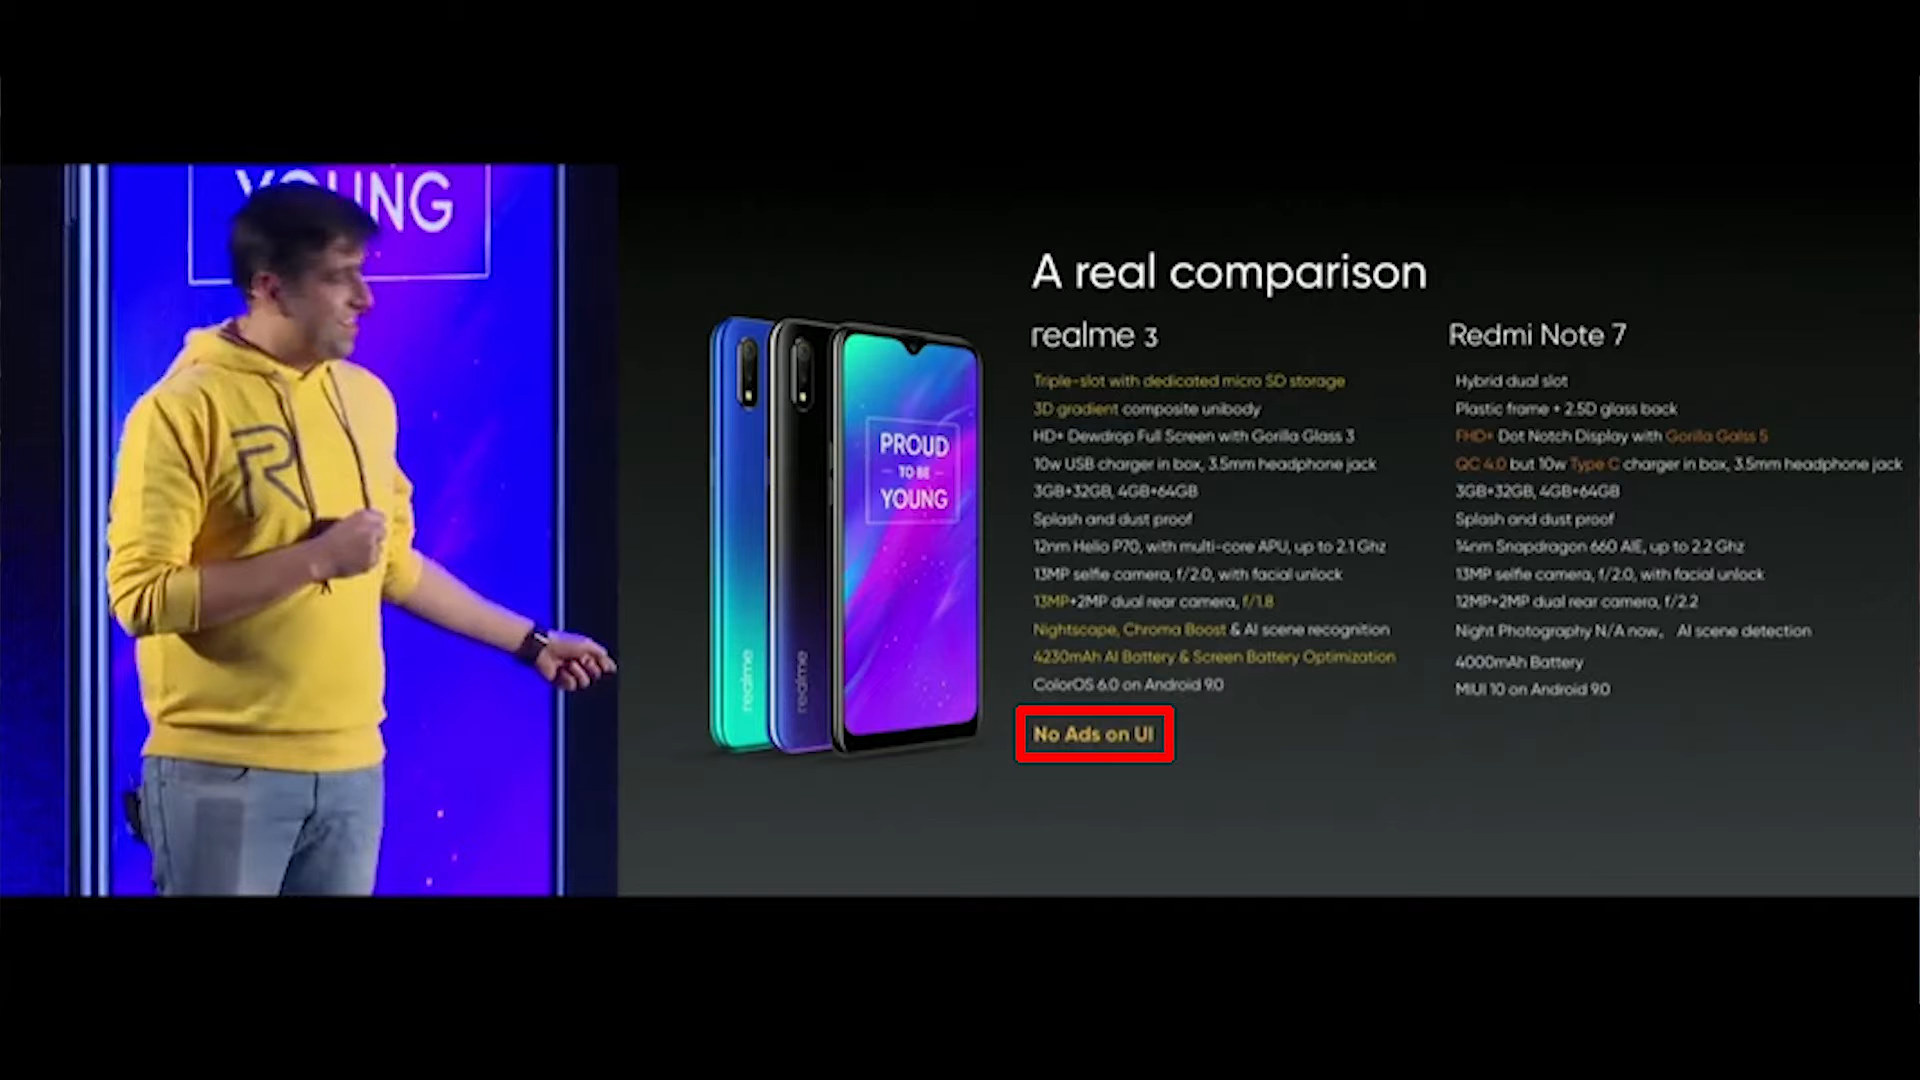 YOUNG
A real comparison
realme 3
Triple-slot with dedicated micro SD storage
3D gradient composite unibody
HD+ Dewdrop Full Screen with Gorilla Glass 3
10w USB charger in box, 3.5mm headphone jack
3GB+32GB, 4GB+64GB
Splash and dust proof
12nm Helio P70, with multi-core APU, up to 2.1 Ghz
13MP selfie camera, f/2.0, with facial unlock
13MP+2MP dual rear camera, f/1.8
Nightscape, Chroma Boost & AI scene recognition
4230mAh AI Battery & Screen Battery Optimization
ColorOS 6.0 on Android 9.0
No Ads on UI
Redmi Note 7
Hybrid dual slot
Plastic frame + 2.5D glass back
FHD+ Dot Notch Display with Gorilla Galss 5
QC 4.0 but 10w Type C charger in box, 3.5mm headphone jack
3GB+32GB, 4GB+64GB
Splash and dust proof
14nm Snapdragon 660 AIE, up to 2.2 Ghz
13MP selfie camera, f/2.0, with facial unlock
12MP+2MP dual rear camera, f/2.2
Night Photography N/A now， AI scene detection
4000mAh Battery
MIUI 10 on Android 9.0
PROUD
TO BE
YOUNG
realme
realme
R